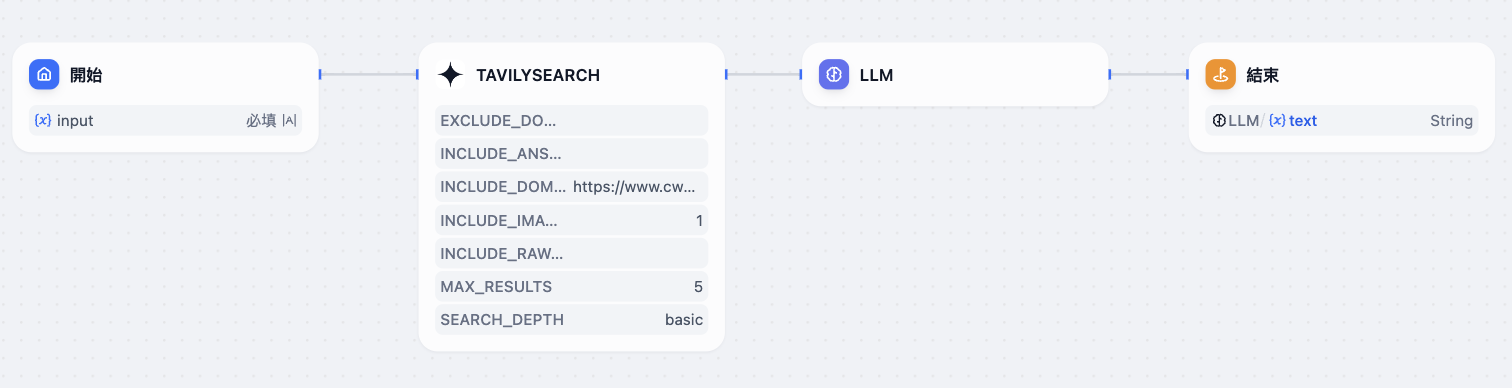 開始
{x} input 必填
TAVILYSEARCH
EXCLUDE_DO...
INCLUDE_ANS...
INCLUDE_DOM... https://www.cw...
INCLUDE_IMA... 1
INCLUDE_RAW...
MAX_RESULTS 5
SEARCH_DEPTH basic
LLM
結束
LLM / {x} text String